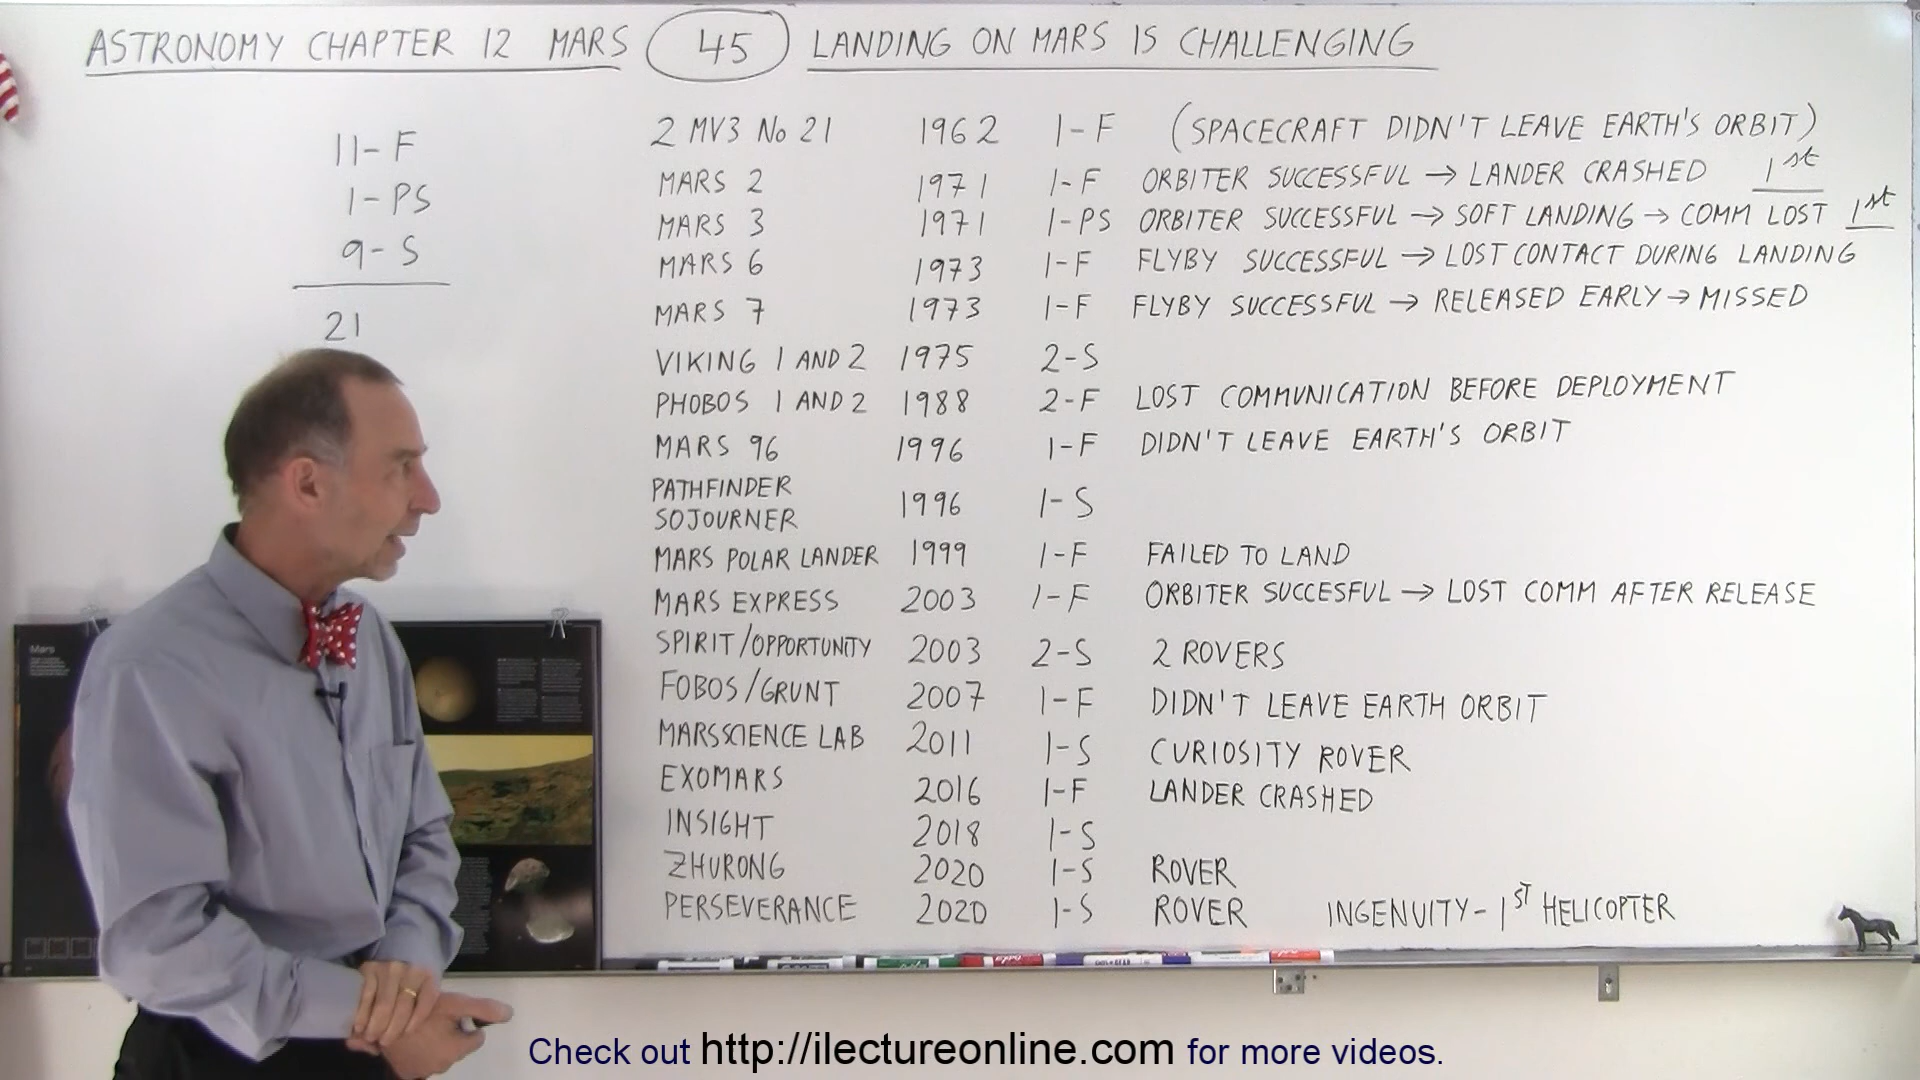 ASTRONOMY CHAPTER 12 MARS 45 LANDING ON MARS IS CHALLENGING
11-F
1-PS
9-S
21
2 MV3 No 21 1962 1-F (SPACECRAFT DIDN'T LEAVE EARTH'S ORBIT)
MARS 2 1971 1-F ORBITER SUCCESSFUL → LANDER CRASHED 1st
MARS 3 1971 1-PS ORBITER SUCCESSFUL → SOFT LANDING → COMM LOST 1st
MARS 6 1973 1-F FLYBY SUCCESSFUL → LOST CONTACT DURING LANDING
MARS 7 1973 1-F FLYBY SUCCESSFUL → RELEASED EARLY → MISSED
VIKING 1 AND 2 1975 2-S
PHOBOS 1 AND 2 1988 2-F LOST COMMUNICATION BEFORE DEPLOYMENT
MARS 96 1996 1-F DIDN'T LEAVE EARTH'S ORBIT
PATHFINDER
SOJOURNER 1996 1-S
MARS POLAR LANDER 1999 1-F FAILED TO LAND
MARS EXPRESS 2003 1-F ORBITER SUCCESFUL → LOST COMM AFTER RELEASE
SPIRIT/OPPORTUNITY 2003 2-S 2 ROVERS
FOBOS/GRUNT 2007 1-F DIDN'T LEAVE EARTH ORBIT
MARS SCIENCE LAB 2011 1-S CURIOSITY ROVER
EXOMARS 2016 1-F LANDER CRASHED
INSIGHT 2018 1-S
ZHURONG 2020 1-S ROVER
PERSEVERANCE 2020 1-S ROVER INGENUITY - 1ST HELICOPTER
Mars
Check out http://ilectureonline.com for more videos.